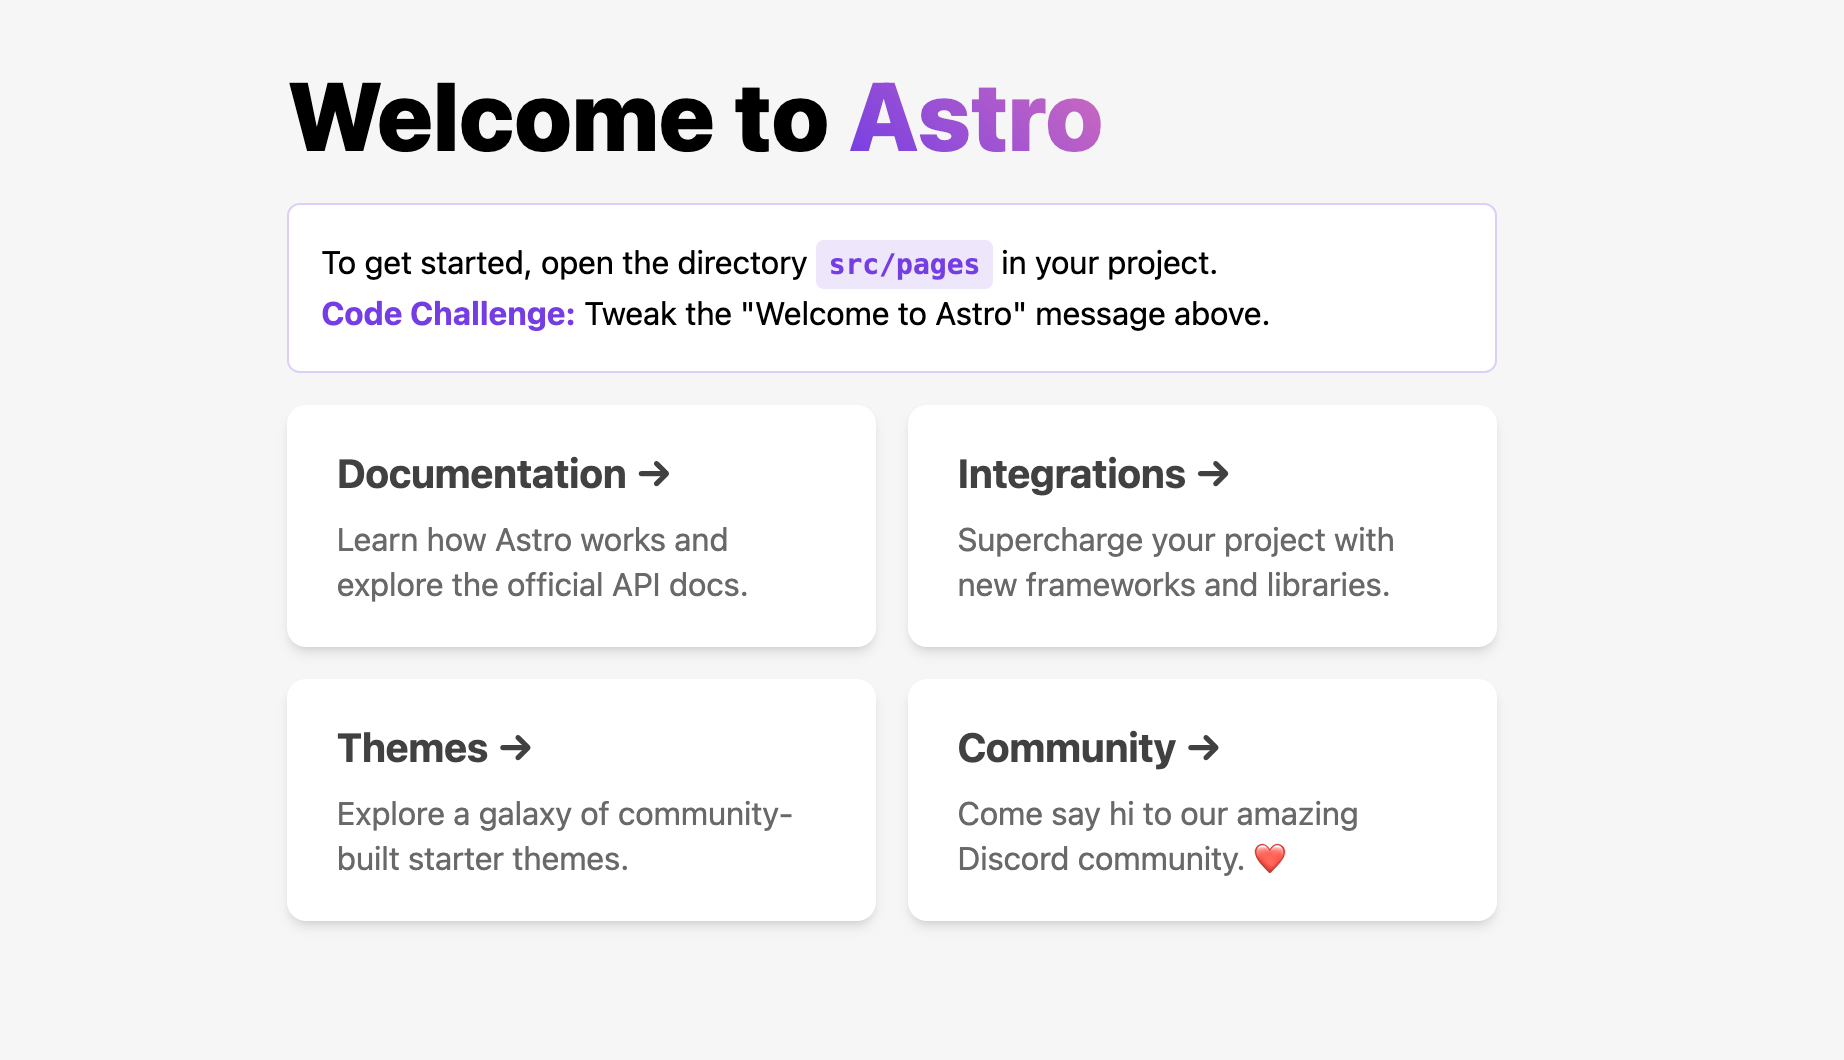 Welcome to Astro
To get started, open the directory src/pages in your project.
Code Challenge: Tweak the "Welcome to Astro" message above.
Documentation →
Learn how Astro works and
explore the official API docs.
Integrations →
Supercharge your project with
new frameworks and libraries.
Themes →
Explore a galaxy of community-
built starter themes.
Community →
Come say hi to our amazing
Discord community. ❤️